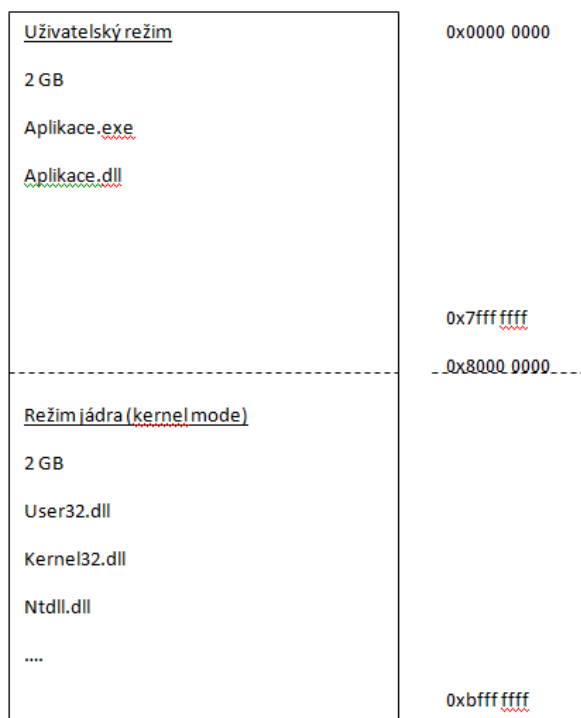 Uživatelský režim
0x0000 0000
2 GB
Aplikace.exe
Aplikace.dll
0x7fff ffff
0x8000 0000
Režim jádra (kernel mode)
2 GB
User32.dll
Kernel32.dll
Ntdll.dll
....
0xbfff ffff